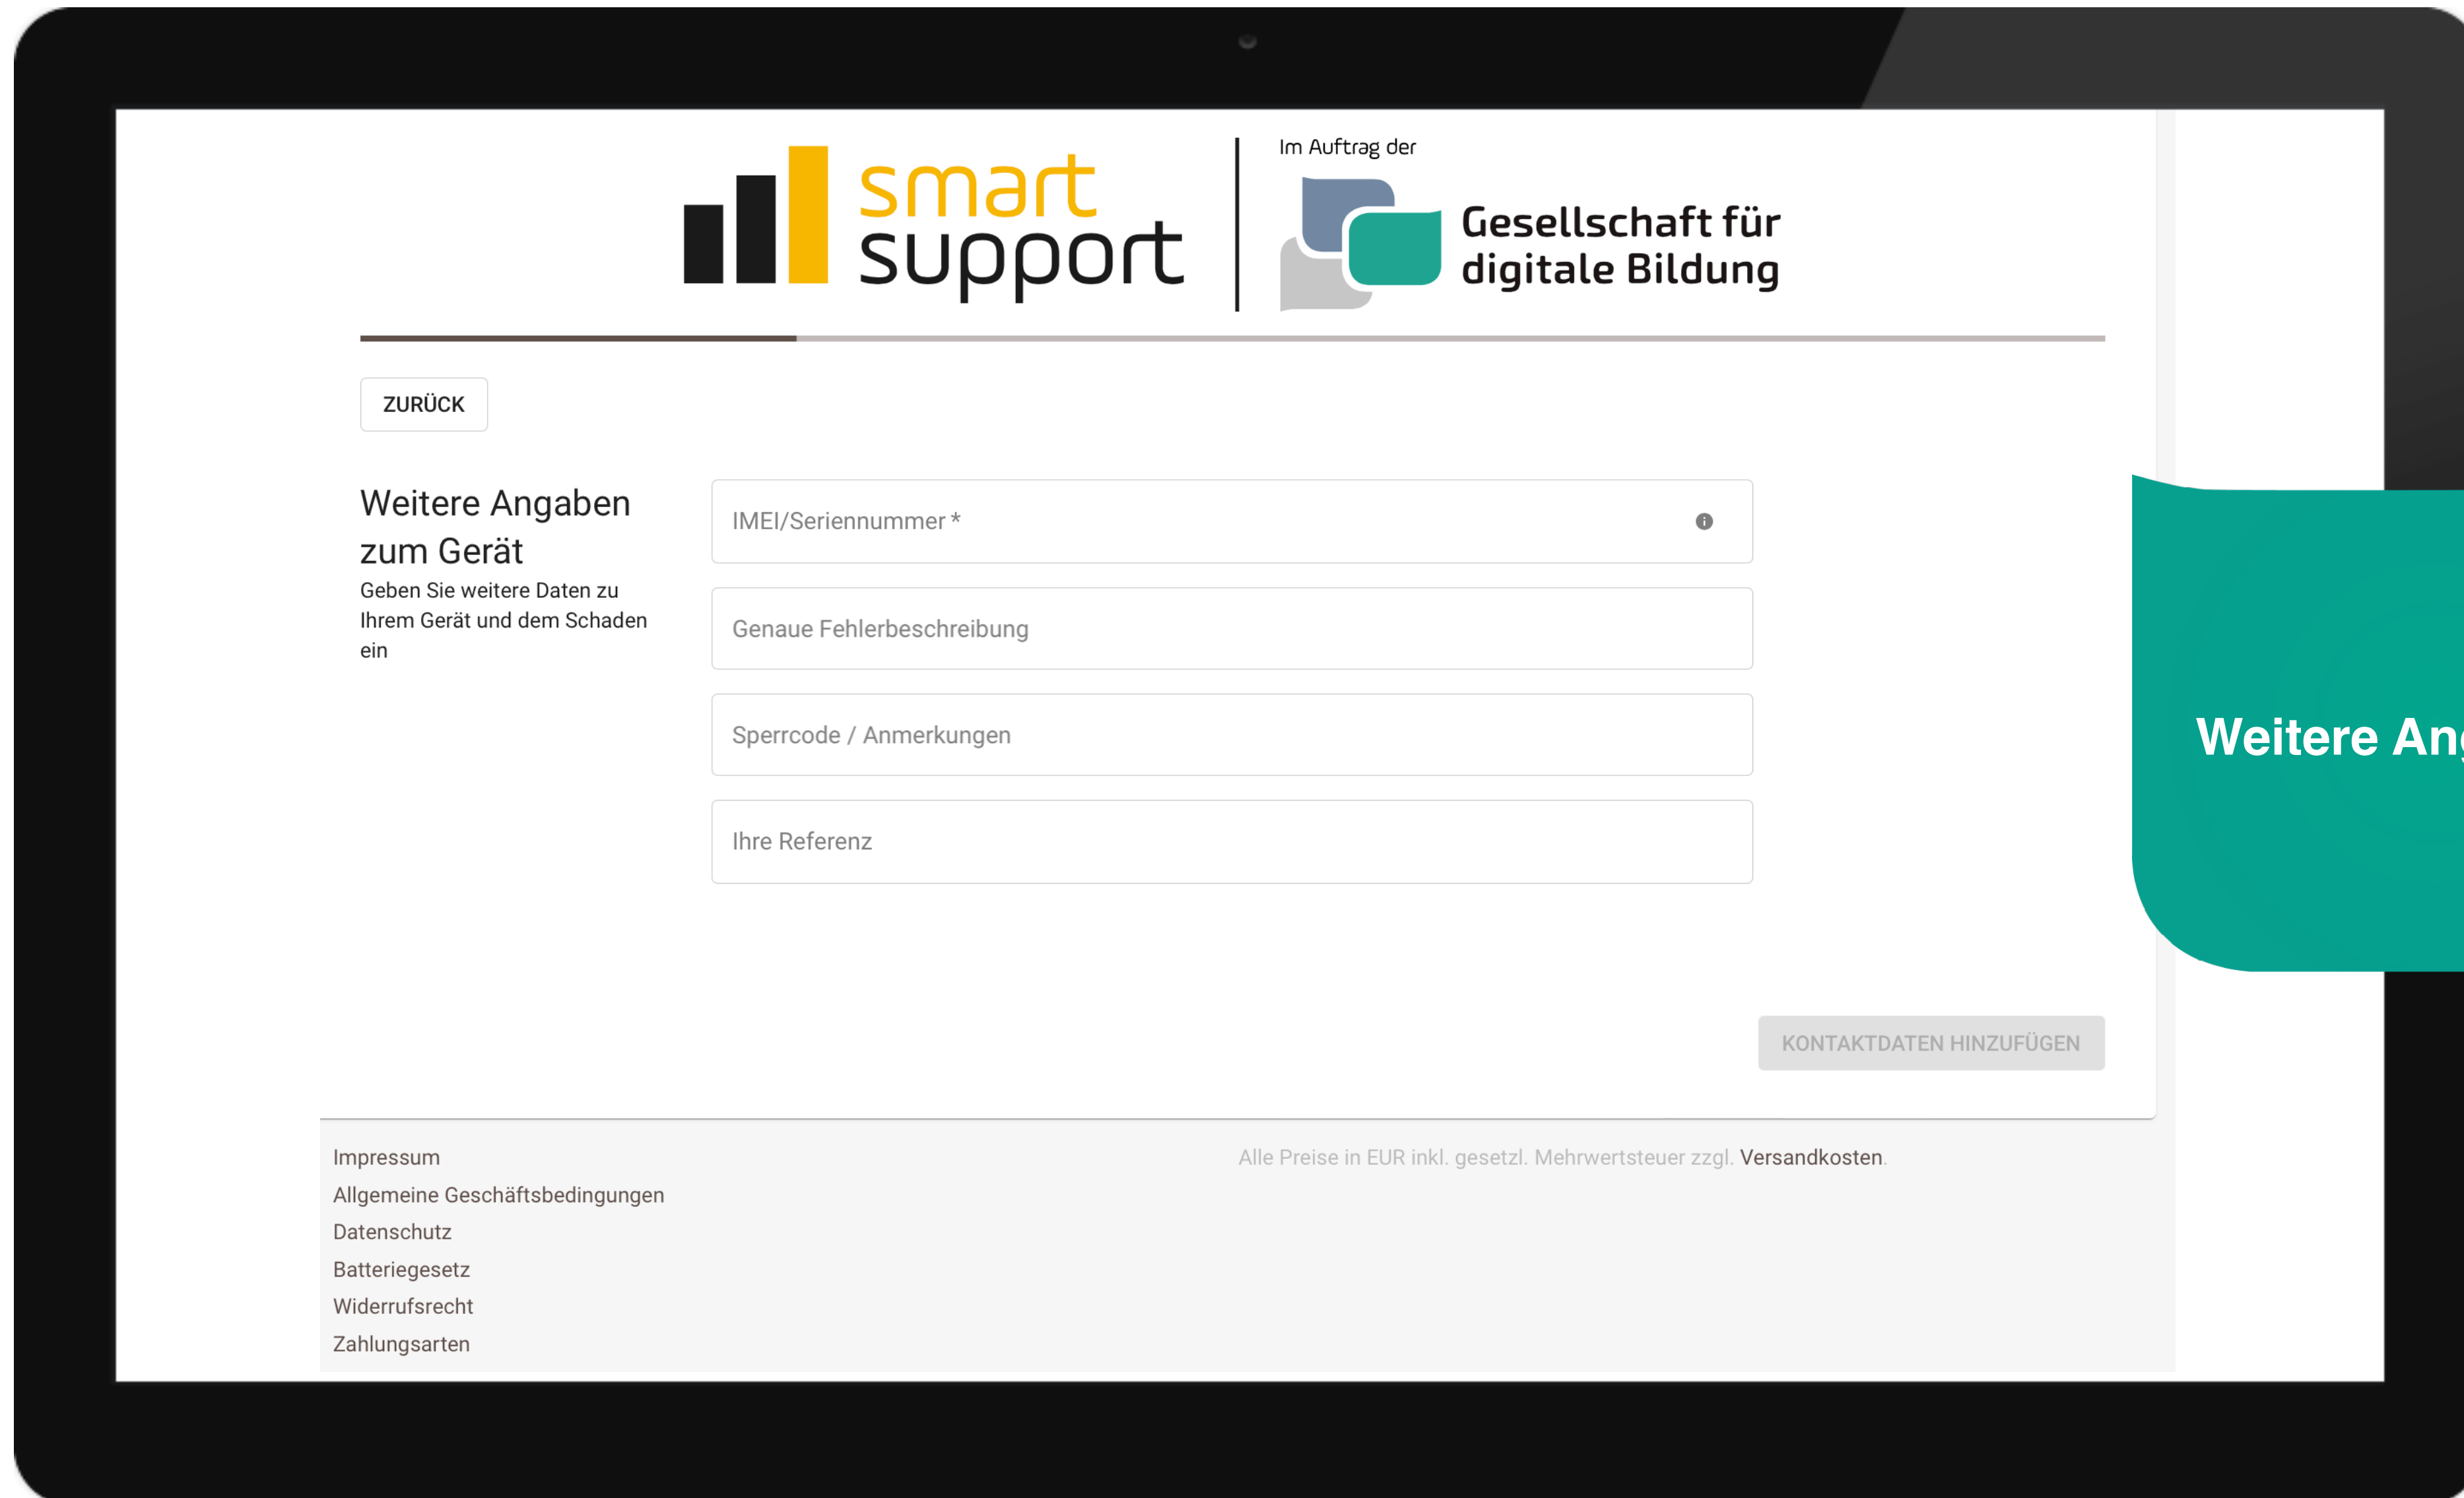 smart
support
Im Auftrag der
Gesellschaft für
digitale Bildung
ZURÜCK
Weitere Angaben
zum Gerät
Geben Sie weitere Daten zu
Ihrem Gerät und dem Schaden
ein
IMEI/Seriennummer *
Genaue Fehlerbeschreibung
Sperrcode / Anmerkungen
Ihre Referenz
Weitere
KONTAKTDATEN HINZUFÜGEN
Impressum
Allgemeine Geschäftsbedingungen
Datenschutz
Batteriegesetz
Widerrufsrecht
Zahlungsarten
Alle Preise in EUR inkl. gesetzl. Mehrwertsteuer zzgl. Versandkosten.